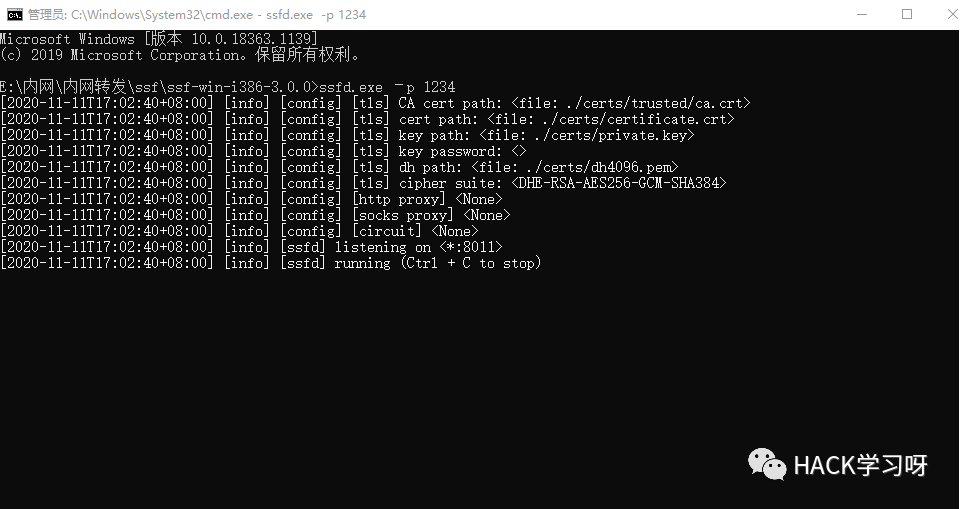 管理员: C:\Windows\System32\cmd.exe - ssfd.exe  -p 1234
Microsoft Windows [版本 10.0.18363.1139]
(c) 2019 Microsoft Corporation。保留所有权利。
E:\内网\内网转发\ssf\ssf-win-i386-3.0.0>ssfd.exe －p 1234
[2020-11-11T17:02:40+08:00] [info] [config] [tls] CA cert path: <file: ./certs/trusted/ca.crt>
[2020-11-11T17:02:40+08:00] [info] [config] [tls] cert path: <file: ./certs/certificate.crt>
[2020-11-11T17:02:40+08:00] [info] [config] [tls] key path: <file: ./certs/private.key>
[2020-11-11T17:02:40+08:00] [info] [config] [tls] key password: <>
[2020-11-11T17:02:40+08:00] [info] [config] [tls] dh path: <file: ./certs/dh4096.pem>
[2020-11-11T17:02:40+08:00] [info] [config] [tls] cipher suite: <DHE-RSA-AES256-GCM-SHA384>
[2020-11-11T17:02:40+08:00] [info] [config] [http proxy] <None>
[2020-11-11T17:02:40+08:00] [info] [config] [socks proxy] <None>
[2020-11-11T17:02:40+08:00] [info] [config] [circuit] <None>
[2020-11-11T17:02:40+08:00] [info] [ssfd] listening on <*:8011>
[2020-11-11T17:02:40+08:00] [info] [ssfd] running (Ctrl + C to stop)
HACK学习呀